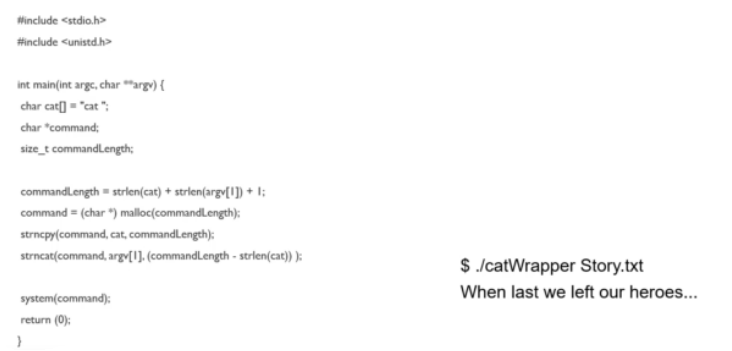 #include <stdio.h>
#include <unistd.h>
int main(int argc, char **argv) {
char cat[] = "cat ";
char *command;
size_t commandLength;
commandLength = strlen(cat) + strlen(argv[1]) + 1;
command = (char *) malloc(commandLength);
strncpy(command, cat, commandLength);
strncat(command, argv[1], (commandLength - strlen(cat)) );
system(command);
return (0);
}
$ ./catWrapper Story.txt
When last we left our heroes...